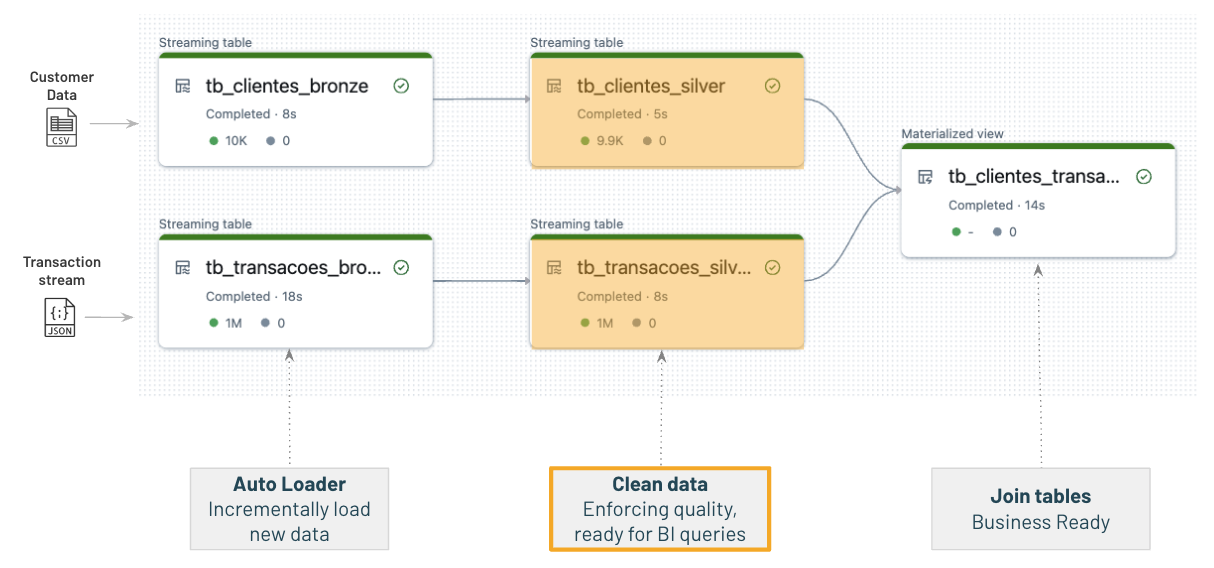 Customer
Data
CSV
Streaming table
tb_clientes_bronze
Completed · 8s
10K 0
Streaming table
tb_clientes_silver
Completed · 5s
9.9K 0
Materialized view
tb_clientes_transa...
Completed · 14s
- 0
Transaction
stream
{;}
JSON
Streaming table
tb_transacoes_bro...
Completed · 18s
1M 0
Streaming table
tb_transacoes_silv...
Completed · 8s
1M 0
Auto Loader
Incrementally load
new data
Clean data
Enforcing quality,
ready for BI queries
Join tables
Business Ready